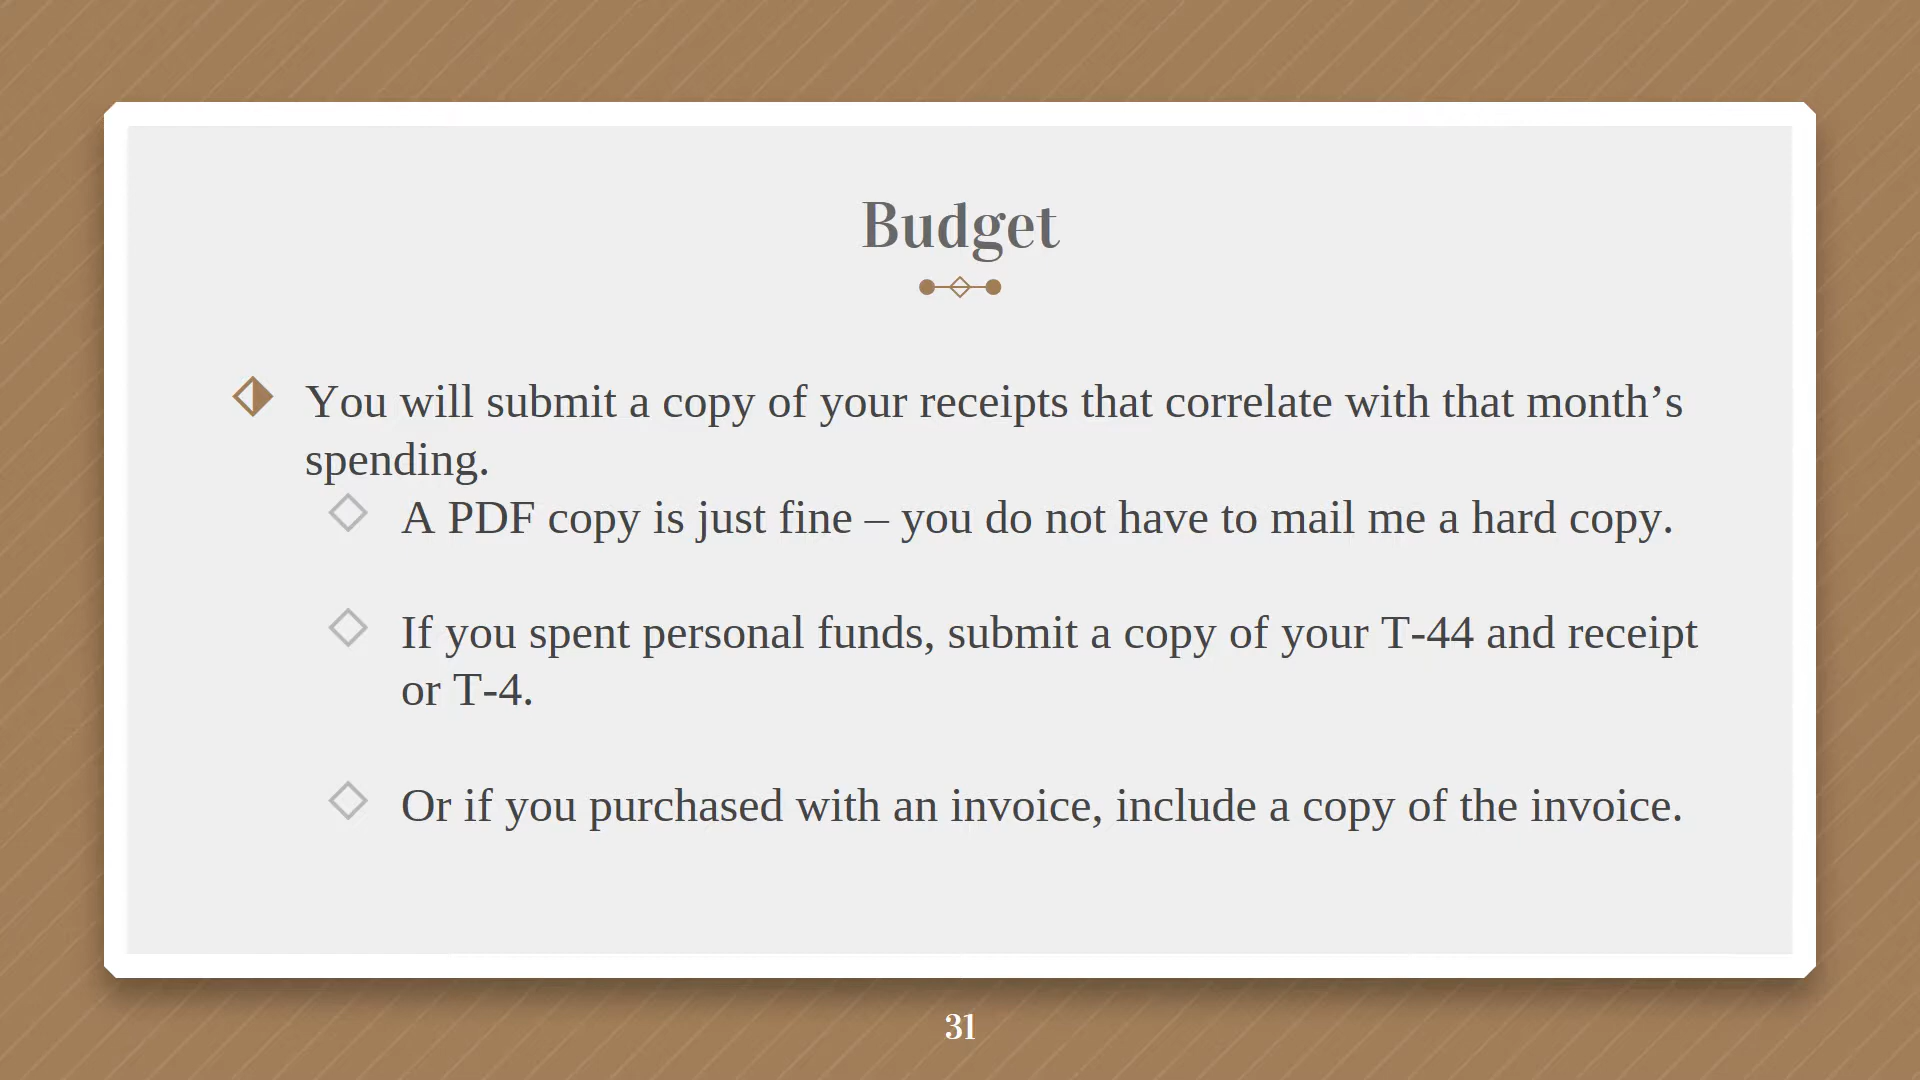 Budget
You will submit a copy of your receipts that correlate with that month’s
spending.
A PDF copy is just fine – you do not have to mail me a hard copy.
If you spent personal funds, submit a copy of your T-44 and receipt
or T-4.
Or if you purchased with an invoice, include a copy of the invoice.
31